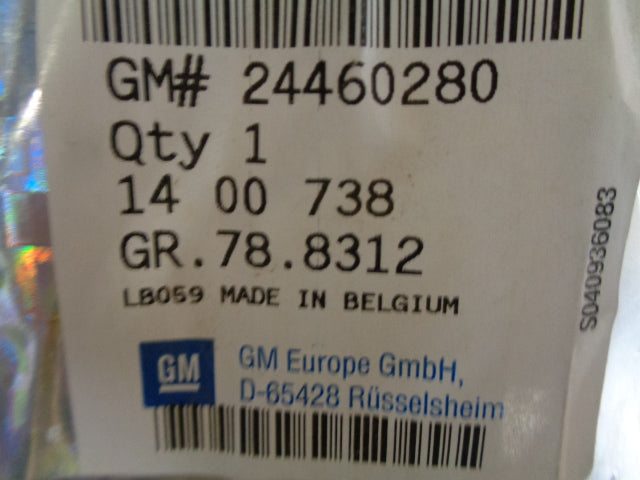 GM# 24460280
Qty 1
14 00 738
GR.78.8312
LB059 MADE IN BELGIUM
S040936083
GM
GM Europe GmbH,
D-65428 Rüsselsheim